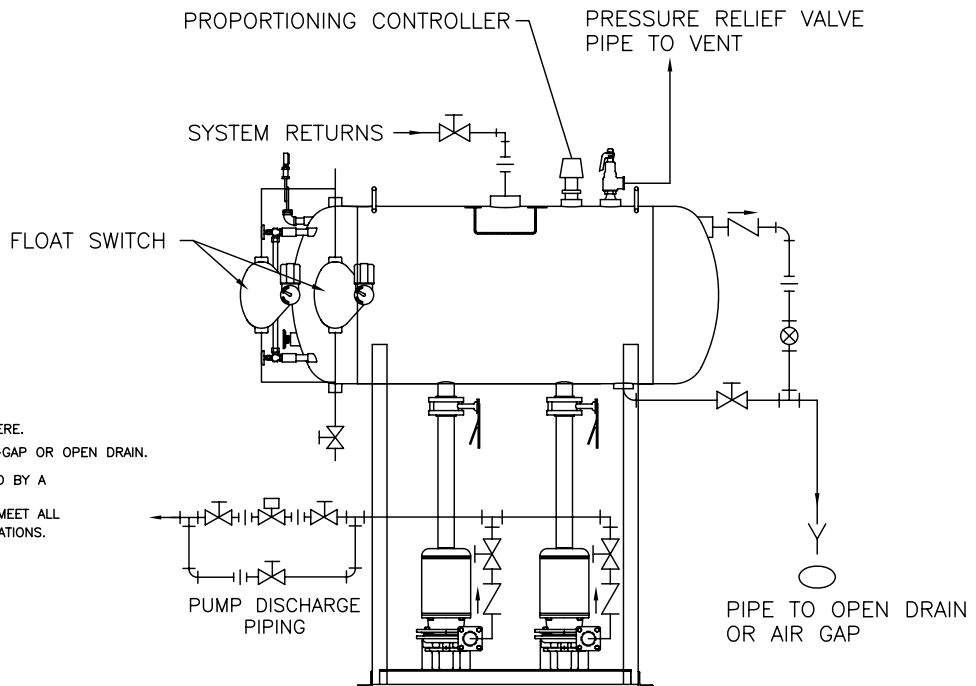 PROPORTIONING CONTROLLER
PRESSURE RELIEF VALVE
PIPE TO VENT
SYSTEM RETURNS
FLOAT SWITCH
ERE.
-GAP OR OPEN DRAIN.
D BY A
MEET ALL
ATIONS.
PUMP DISCHARGE
PIPING
PIPE TO OPEN DRAIN
OR AIR GAP